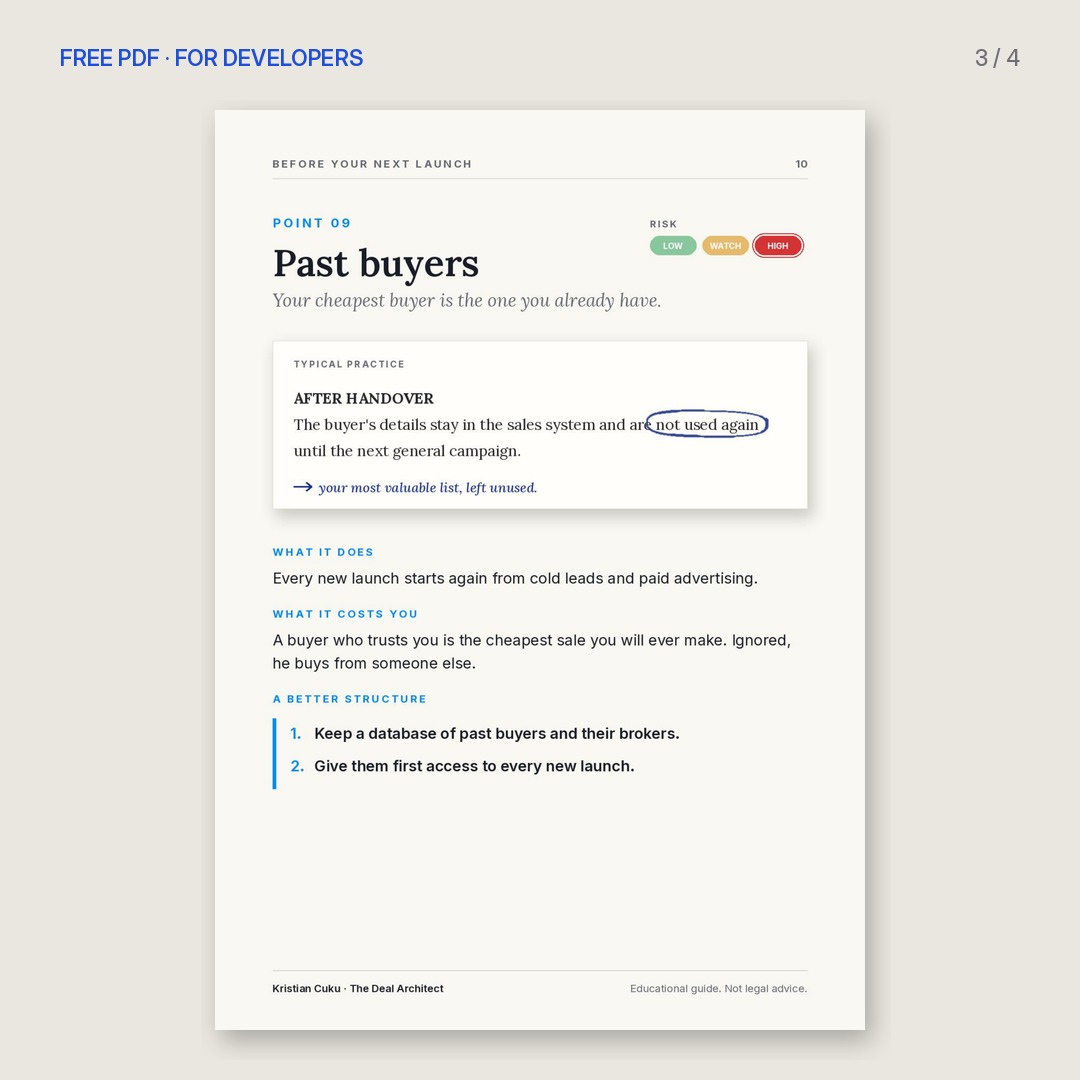 FREE PDF · FOR DEVELOPERS
3 / 4
BEFORE YOUR NEXT LAUNCH
10
POINT 09
RISK
LOW WATCH HIGH
Past buyers
Your cheapest buyer is the one you already have.
TYPICAL PRACTICE
AFTER HANDOVER
The buyer's details stay in the sales system and are not used again
until the next general campaign.
→ your most valuable list, left unused.
WHAT IT DOES
Every new launch starts again from cold leads and paid advertising.
WHAT IT COSTS YOU
A buyer who trusts you is the cheapest sale you will ever make. Ignored,
he buys from someone else.
A BETTER STRUCTURE
1. Keep a database of past buyers and their brokers.
2. Give them first access to every new launch.
Kristian Cuku · The Deal Architect
Educational guide. Not legal advice.